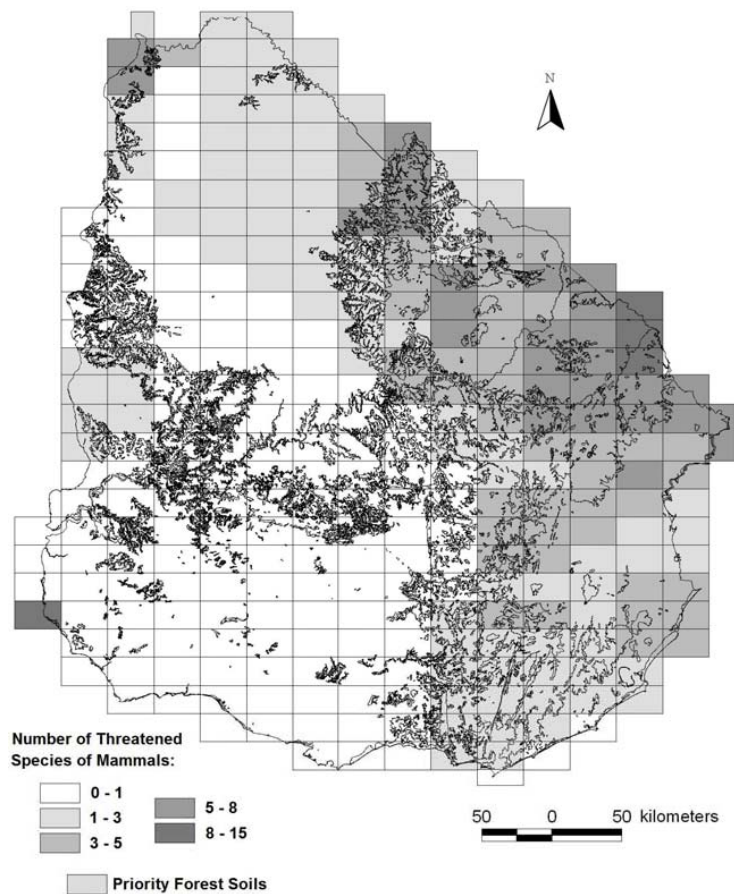 N
Number of Threatened
Species of Mammals:
0 - 1
1 - 3
3 - 5
5 - 8
8 - 15
Priority Forest Soils
50 0 50 kilometers